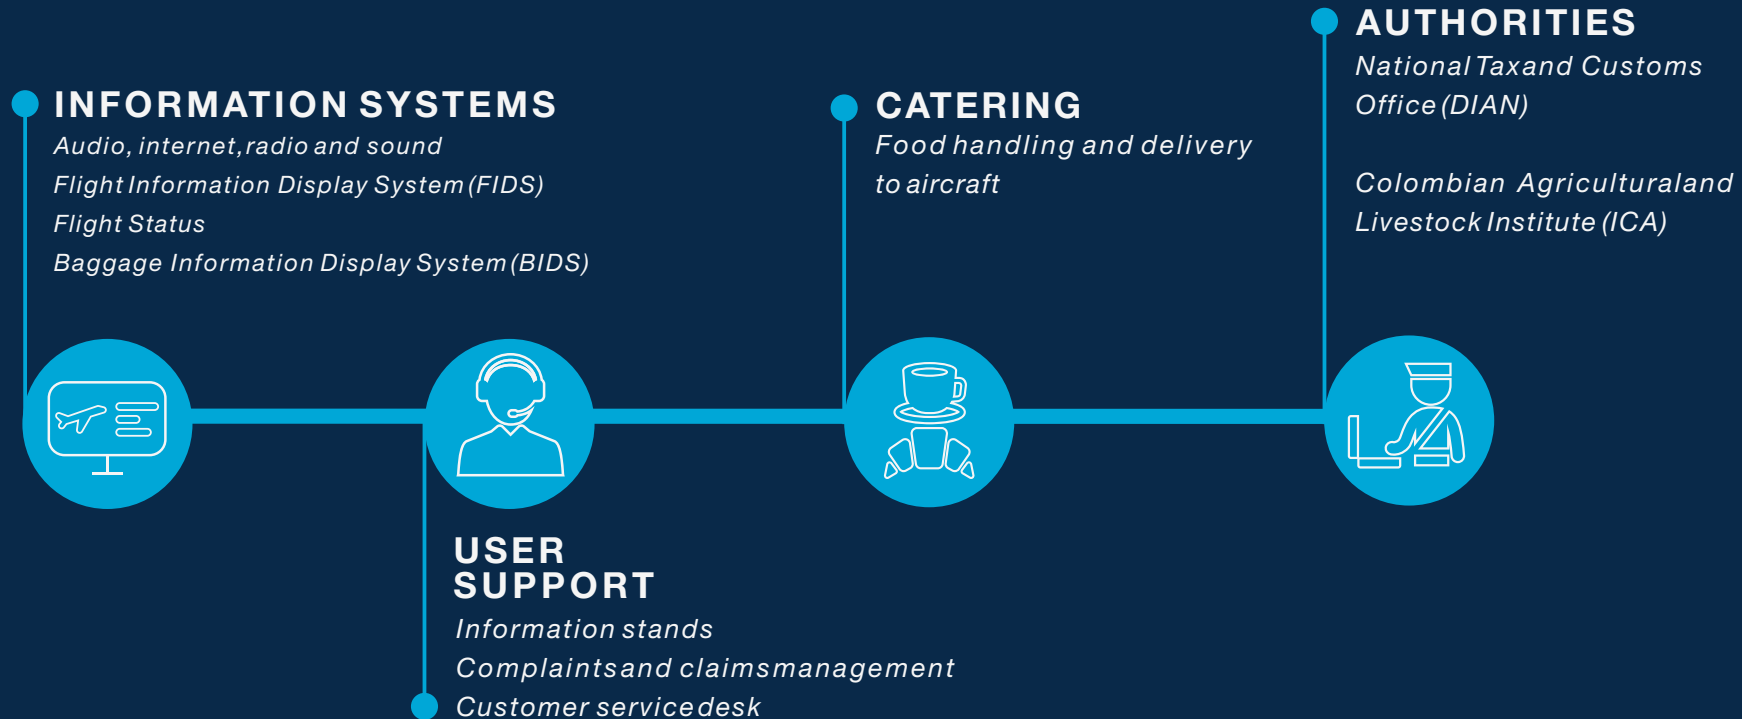 INFORMATION SYSTEMS
Audio, internet, radio and sound
Flight Information Display System (FIDS)
Flight Status
Baggage Information Display System (BIDS)
USER
SUPPORT
Information stands
Complaintsand claimsmanagement
Customer servicedesk
CATERING
Food handling and delivery
to aircraft
AUTHORITIES
National Taxand Customs
Office (DIAN)
Colombian Agriculturaland
Livestock Institute (ICA)